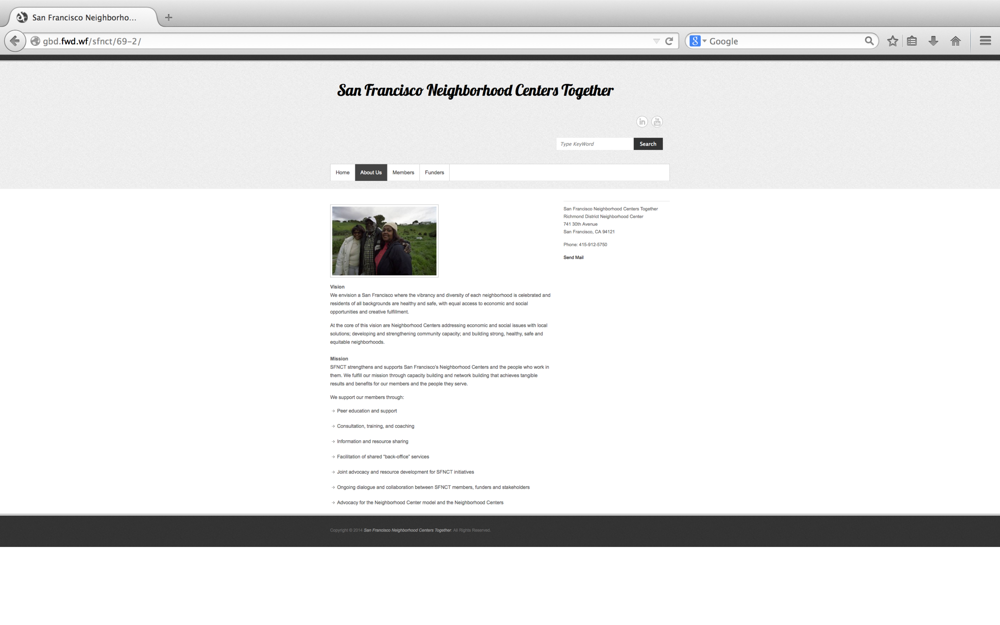 San Francisco Neighborho...
gbd.fwd.wf/sfnct/69-2/
Google
San Francisco Neighborhood Centers Together
in
You Tube
Type KeyWord
Search
Home
About Us
Members
Funders
San Francisco Neighborhood Centers Together
Richmond District Neighborhood Center
741 30th Avenue
San Francisco, CA 94121
Phone: 415-912-5750
Send Mail
Vision
We envision a San Francisco where the vibrancy and diversity of each neighborhood is celebrated and
residents of all backgrounds are healthy and safe, with equal access to economic and social
opportunities and creative fulfillment.
At the core of this vision are Neighborhood Centers addressing economic and social issues with local
solutions; developing and strengthening community capacity; and building strong, healthy, safe and
equitable neighborhoods.
Mission
SFNCT strengthens and supports San Francisco's Neighborhood Centers and the people who work in
them. We fulfill our mission through capacity building and network building that achieves tangible
results and benefits for our members and the people they serve.
We support our members through:
→ Peer education and support
→ Consultation, training, and coaching
→ Information and resource sharing
→ Facilitation of shared “back-office” services
→ Joint advocacy and resource development for SFNCT initiatives
→ Ongoing dialogue and collaboration between SFNCT members, funders and stakeholders
→ Advocacy for the Neighborhood Center model and the Neighborhood Centers
Copyright © 2014 San Francisco Neighborhood Centers Together. All Rights Reserved.